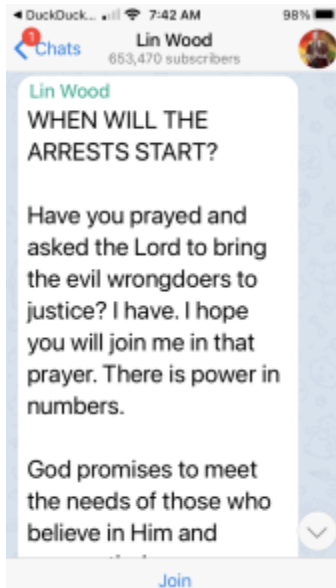 DuckDuck... 7:42 AM 98%
1
Chats
Lin Wood
653,470 subscribers
Lin Wood
WHEN WILL THE
ARRESTS START?
Have you prayed and
asked the Lord to bring
the evil wrongdoers to
justice? I have. I hope
you will join me in that
prayer. There is power in
numbers.
God promises to meet
the needs of those who
believe in Him and
Join